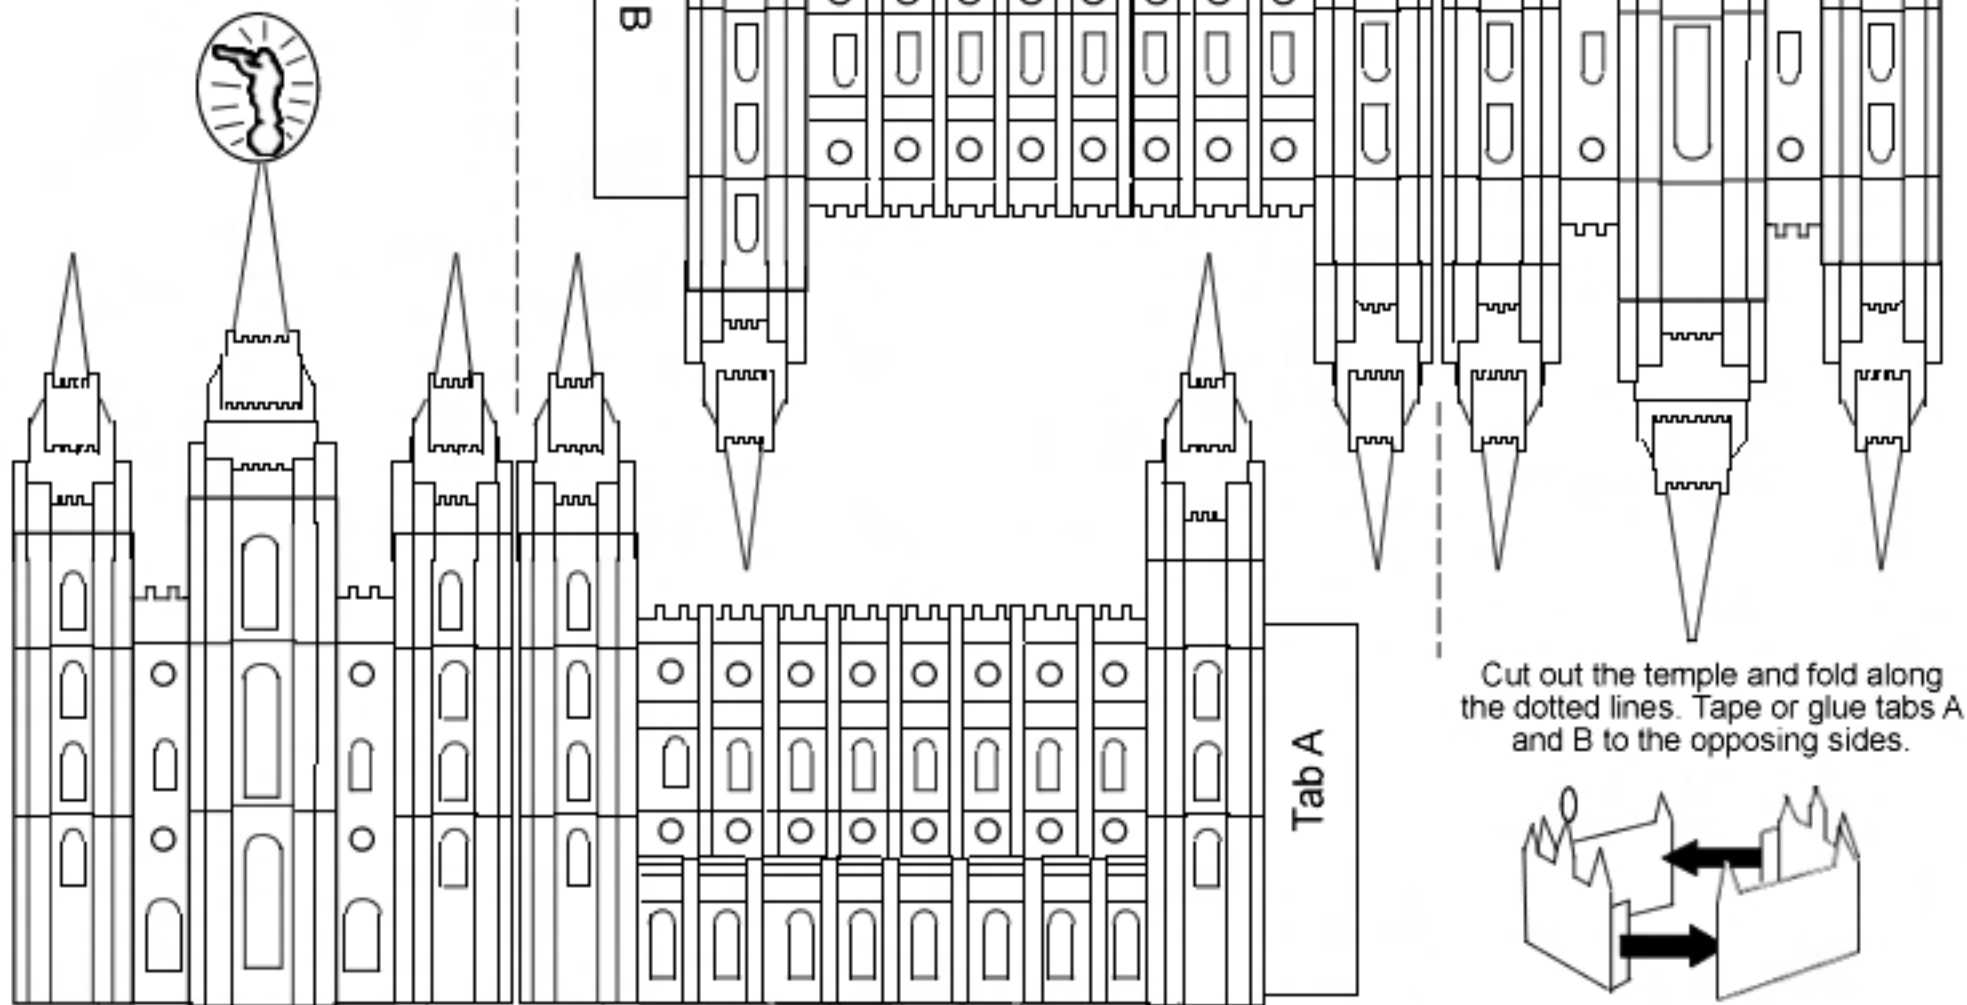 B
Cut out the temple and fold along
the dotted lines. Tape or glue tabs A
and B to the opposing sides.
Tab A